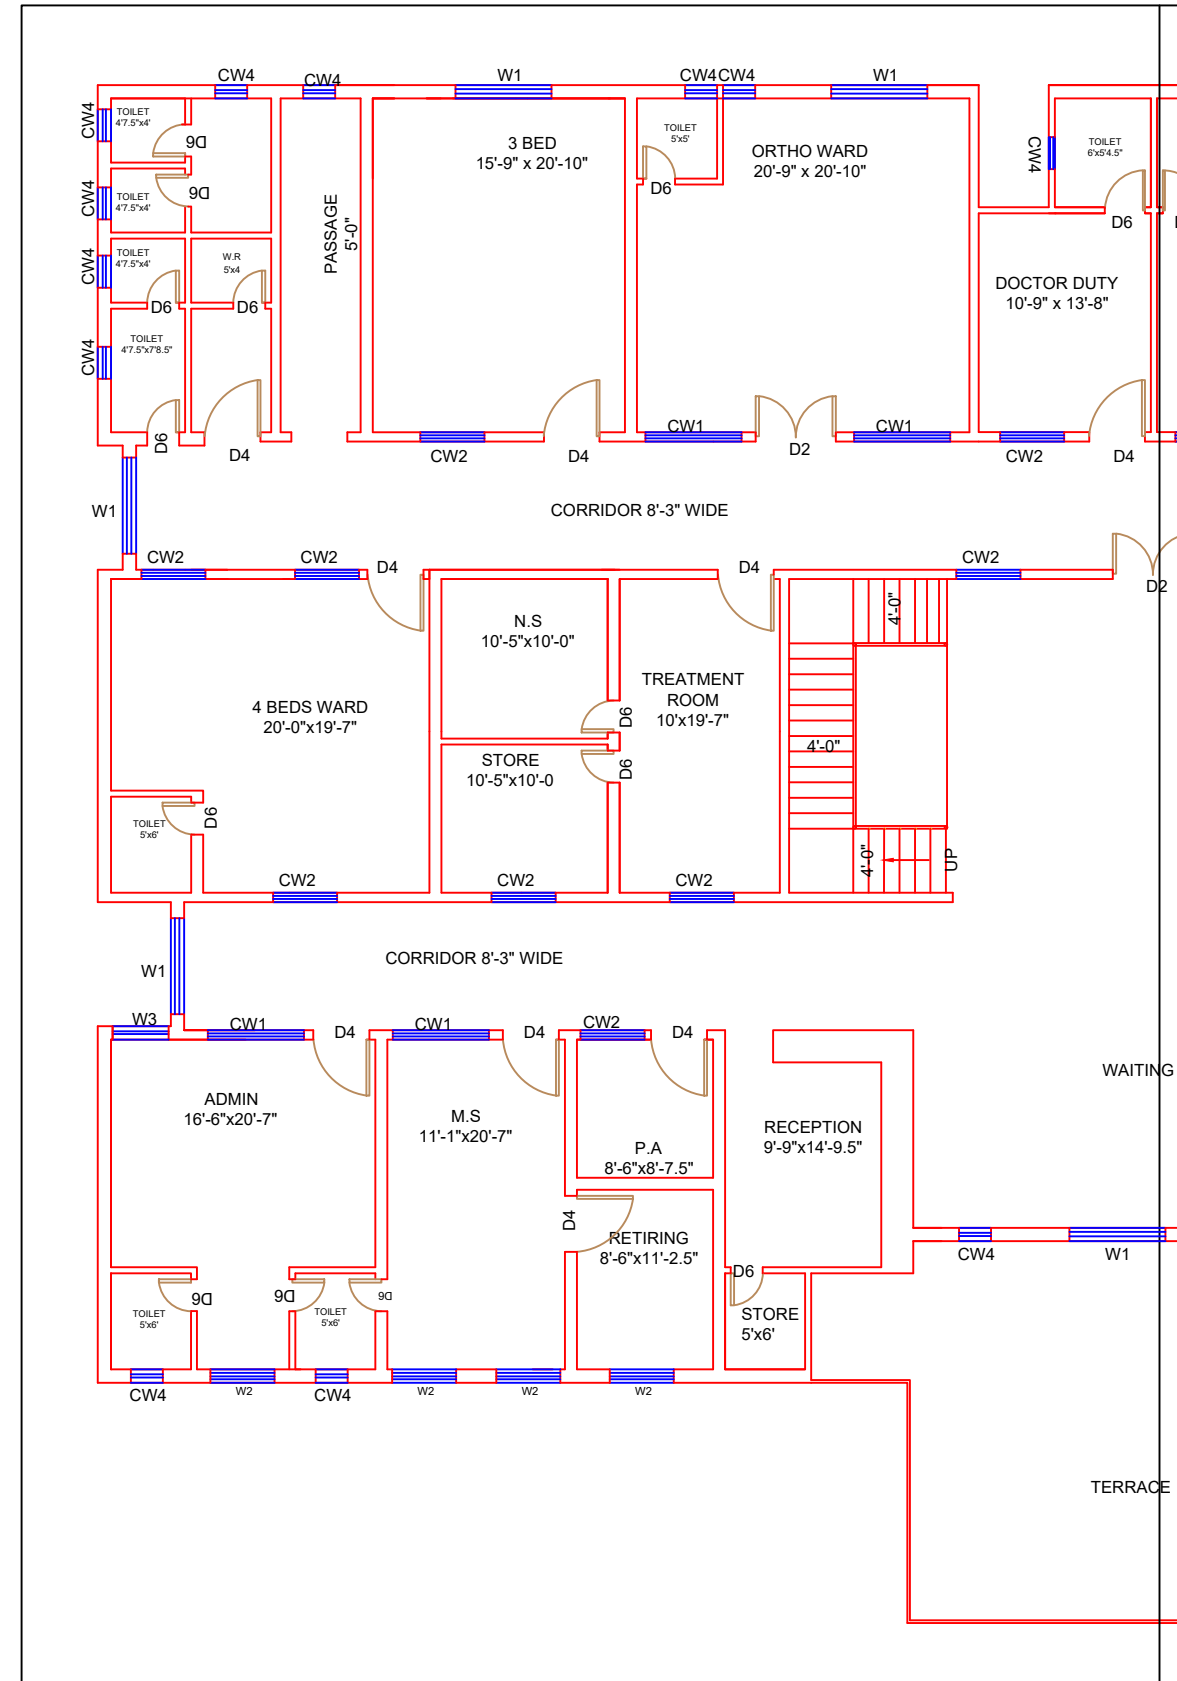 CW4
CW4
W1
CW4
CW4
W1
CW4
TOILET
4'7.5"x4'
D6
3 BED
15'-9" x 20'-10"
TOILET
5'x5'
D6
ORTHO WARD
20'-9" x 20'-10"
CW4
TOILET
6'x5'4.5"
D6
CW4
TOILET
4'7.5"x4'
D6
PASSAGE
5'-0"
CW4
TOILET
4'7.5"x4'
D6
W.R
5'x4
D6
DOCTOR DUTY
10'-9" x 13'-8"
CW4
TOILET
4'7.5"x7'8.5"
D6
D4
CW2
D4
CW1
D2
CW1
CW2
D4
W1
CORRIDOR 8'-3" WIDE
CW2
CW2
D4
D4
CW2
D2
4'-0"
N.S
10'-5"x10'-0"
TREATMENT
ROOM
10'x19'-7"
4 BEDS WARD
20'-0"x19'-7"
D6
4'-0"
STORE
10'-5"x10'-0
D6
TOILET
5'x6'
D6
4'-0"
UP
CW2
CW2
CW2
W1
CORRIDOR 8'-3" WIDE
W3
CW1
D4
CW1
D4
CW2
D4
WAITING
ADMIN
16'-6"x20'-7"
M.S
11'-1"x20'-7"
P.A
8'-6"x8'-7.5"
RECEPTION
9'-9"x14'-9.5"
D4
RETIRING
8'-6"x11'-2.5"
CW4
W1
D6
TOILET
5'x6'
D6
D6
TOILET
5'x6'
D6
STORE
5'x6'
CW4
W2
CW4
W2
W2
W2
TERRACE